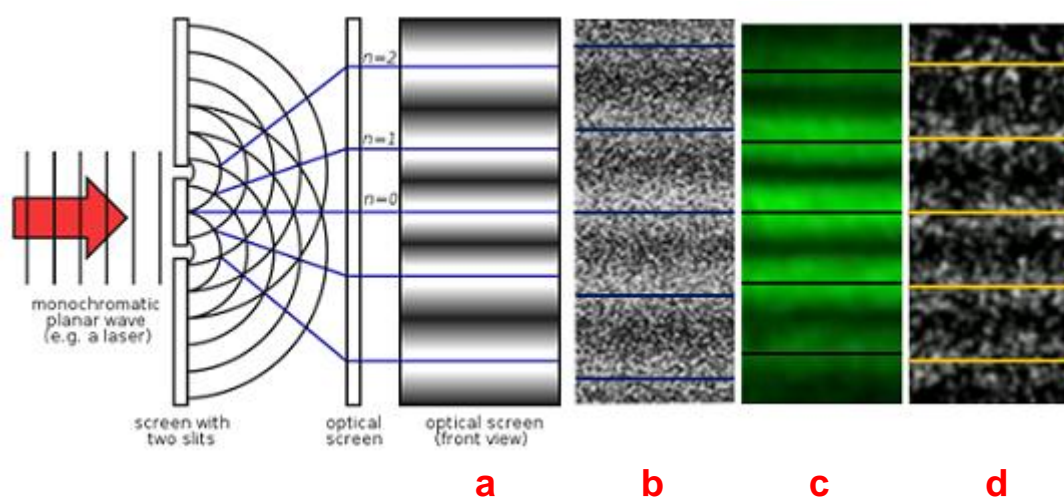 n=2
n=1
n=0
monochromatic
planar wave
(e.g. a laser)
screen with
two slits
optical
screen
optical screen
(front view)
a
b
c
d